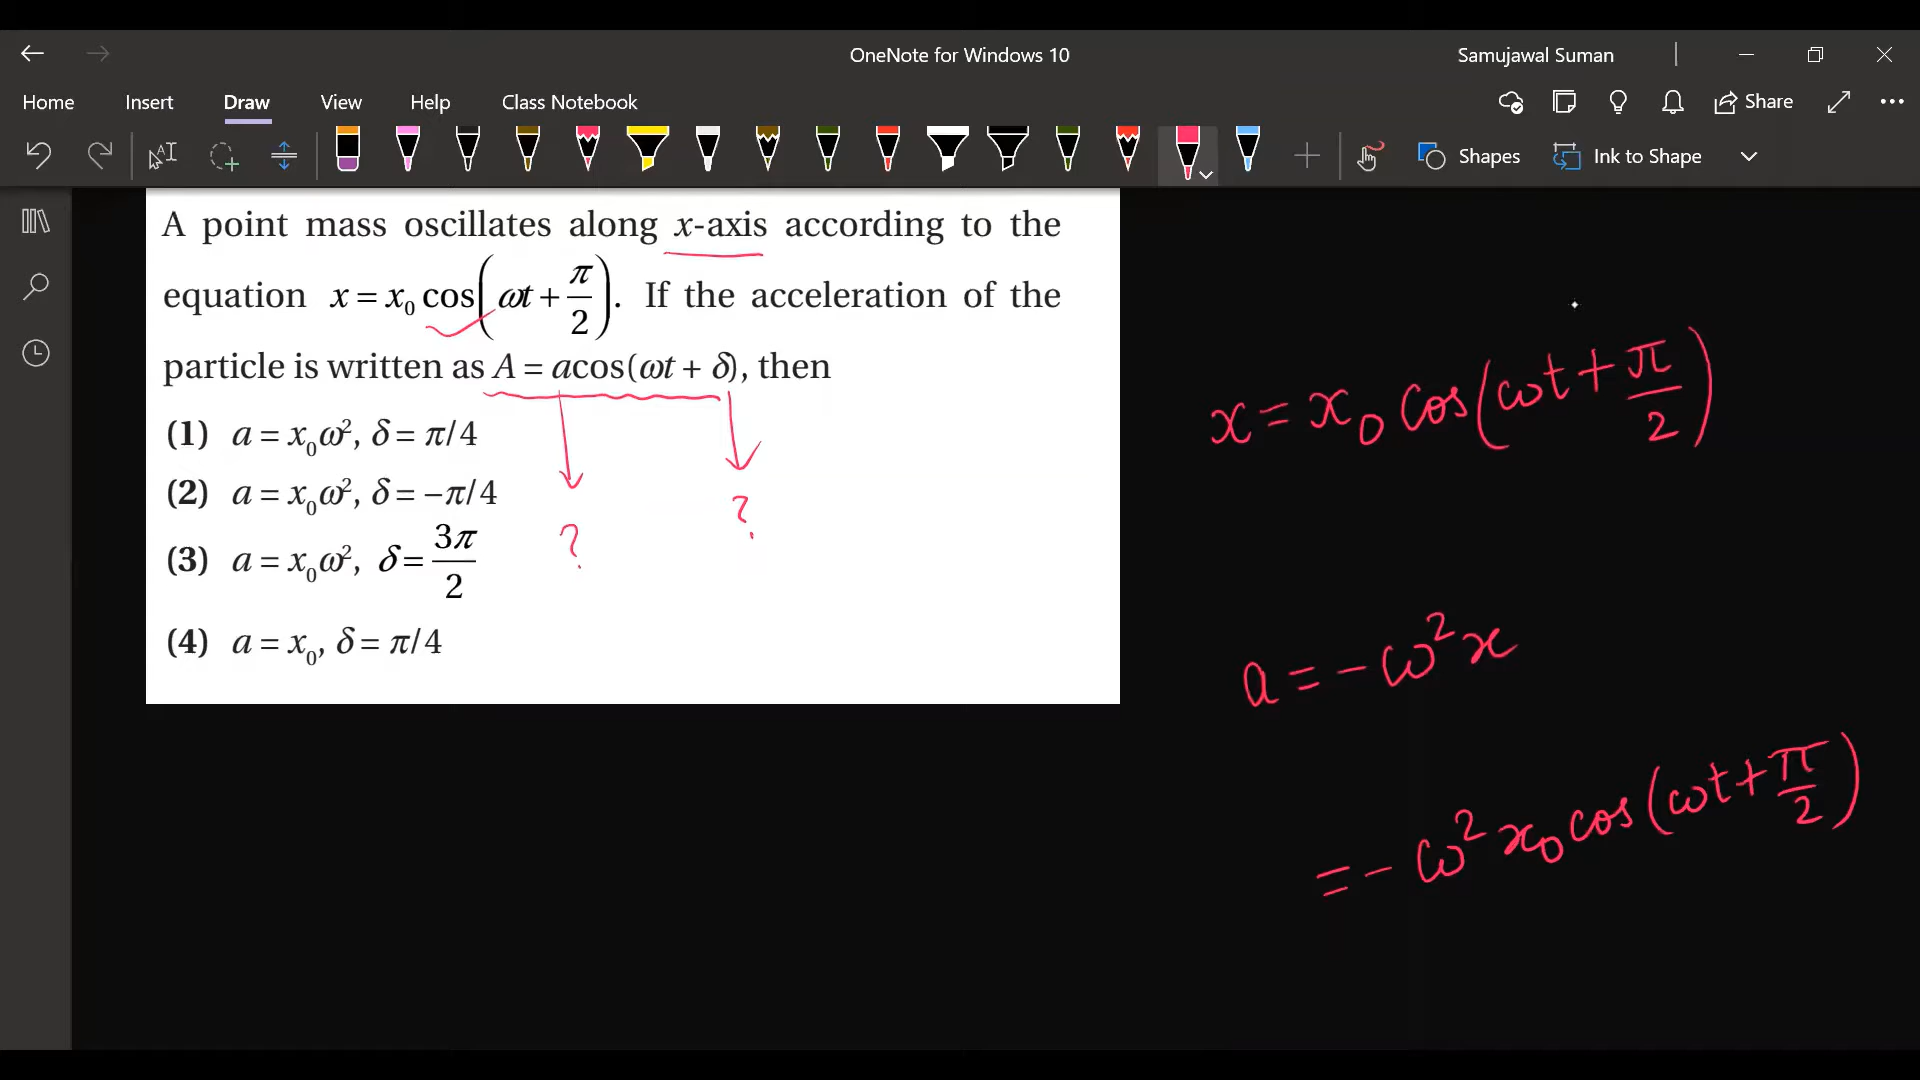 OneNote for Windows 10
Samujawal Suman
Home Insert Draw View Help Class Notebook Share
Shapes Ink to Shape
A point mass oscillates along x-axis according to the
equation x = x₀ cos(ωt + π/2). If the acceleration of the
particle is written as A = acos(ωt + δ), then
(1) a = x₀ω², δ = π/4
(2) a = x₀ω², δ = −π/4
(3) a = x₀ω², δ = 3π/2
(4) a = x₀, δ = π/4
?
?
x = x₀ cos(ωt + π/2)
a = − ω²x
= − ω² x₀ cos(ωt + π/2)